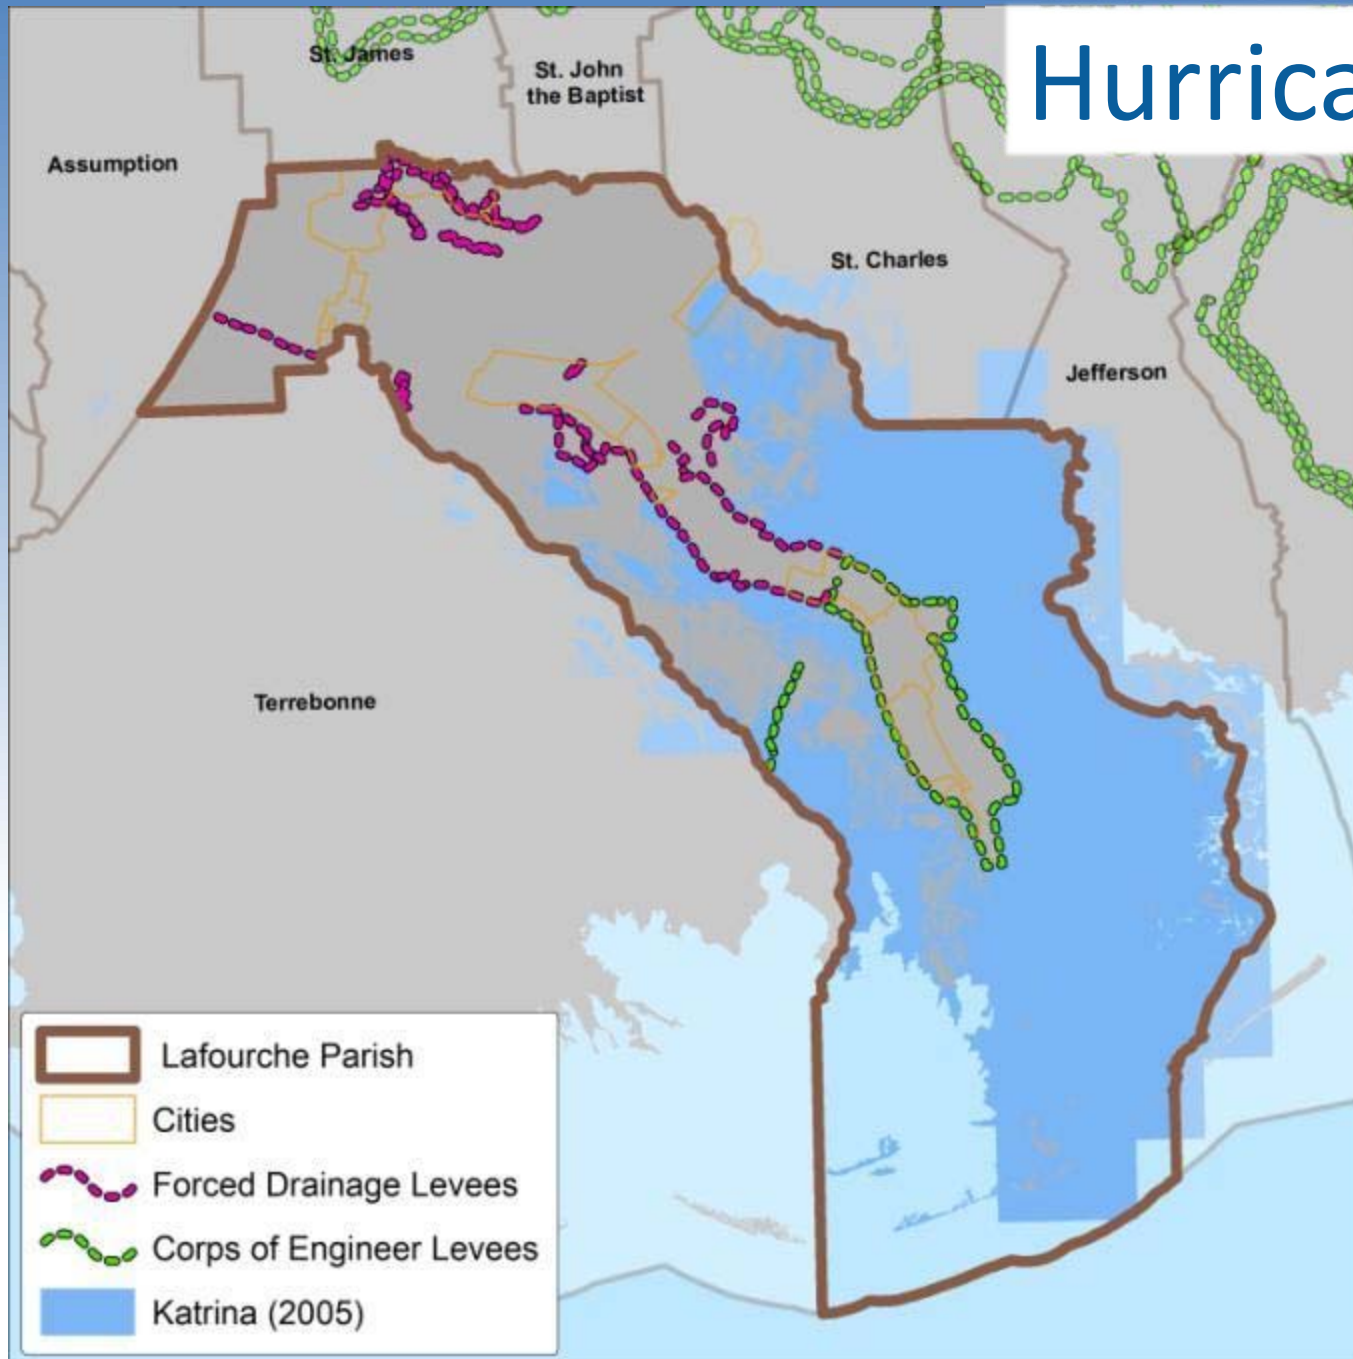 Hurrica
St. James
St. John
the Baptist
Assumption
St. Charles
Jefferson
Terrebonne
Lafourche Parish
Cities
Forced Drainage Levees
Corps of Engineer Levees
Katrina (2005)